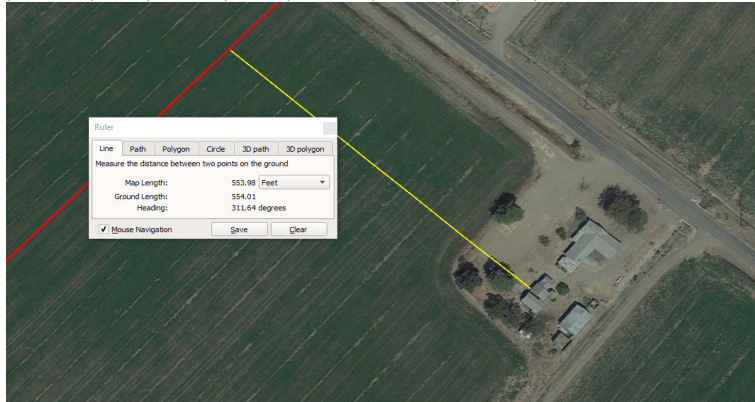 Ruler
Line Path Polygon Circle 3D path 3D polygon
Measure the distance between two points on the ground
Map Length: 553.98 Feet
Ground Length: 554.01
Heading: 311.64 degrees
Mouse Navigation Save Clear